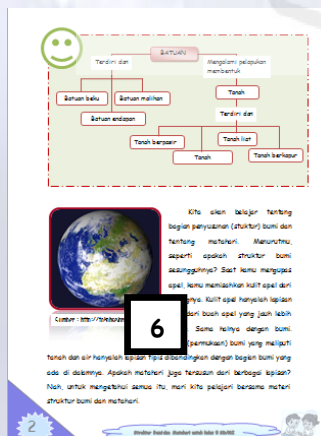 BATUAN
Terdiri dari
Mengalami pelapukan
membentuk
Batuan beku
Batuan malihan
Batuan endapan
Tanah
Terdiri dari
Tanah berpasir
Tanah liat
Tanah
Tanah berkapur
Kita akan belajar tentang
bagian penyusunan (stuktur) bumi dan
tentang matahari. Menurutmu,
seperti apakah struktur bumi
sesungguhnya? Saat kamu mengupas
apel, kamu memisahkan kulit apel dari
Kulit apel hanyalah lapisan
dari buah apel yang jauh lebih
Sama halnya dengan bumi.
(permukaan) bumi yang meliputi
tanah dan air hanyalah lapisan tipis dibandingkan dengan bagian bumi yang
ada di dalamnya. Apakah matahari juga tersusun dari berbagai lapisan?
Nah, untuk mengetahui semua itu, mari kita pelajari bersama materi
struktur bumi dan matahari.
Sumber : http://
6
2